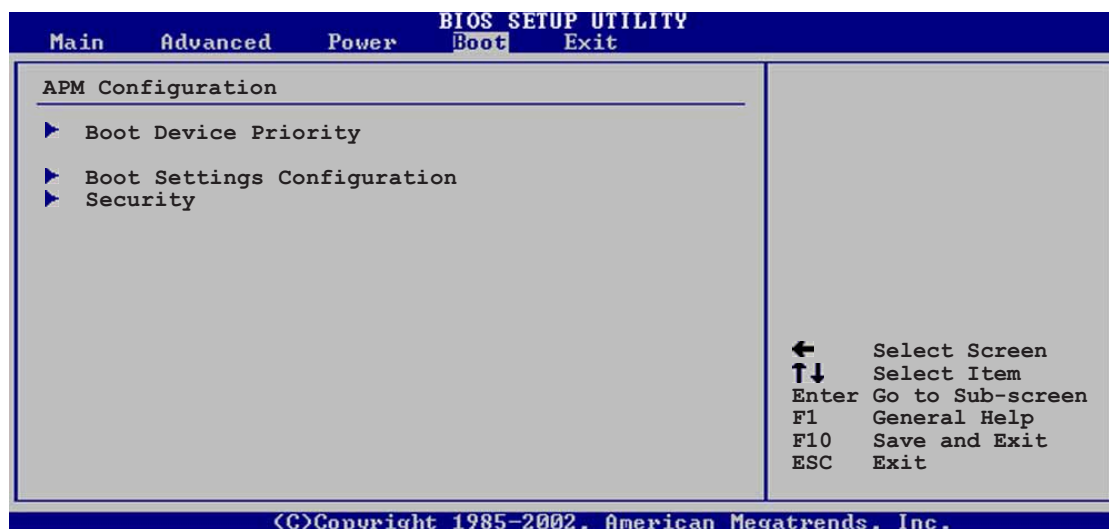 BIOS SETUP UTILITY
Main Advanced Power Boot Exit
APM Configuration
Boot Device Priority
Boot Settings Configuration
Security
← Select Screen
↑↓ Select Item
Enter Go to Sub-screen
F1 General Help
F10 Save and Exit
ESC Exit
(C)Copyright 1985-2002, American Megatrends, Inc.